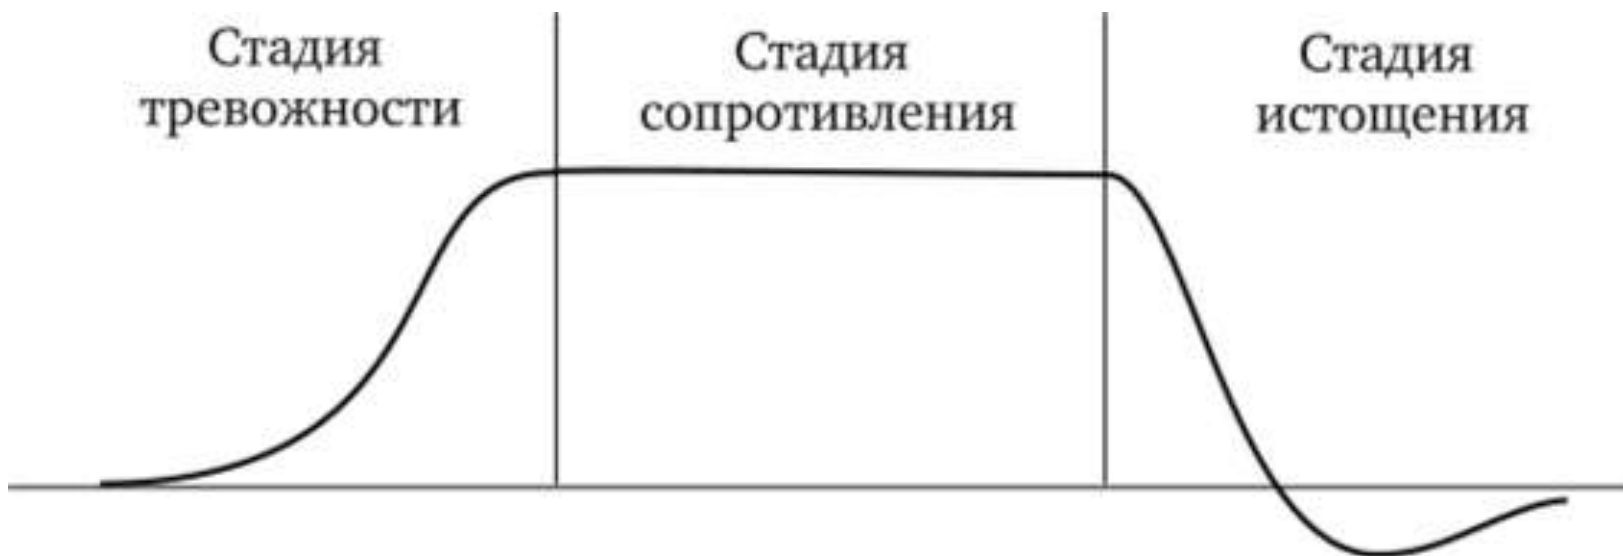 Стадия
тревожности
Стадия
сопротивления
Стадия
истощения